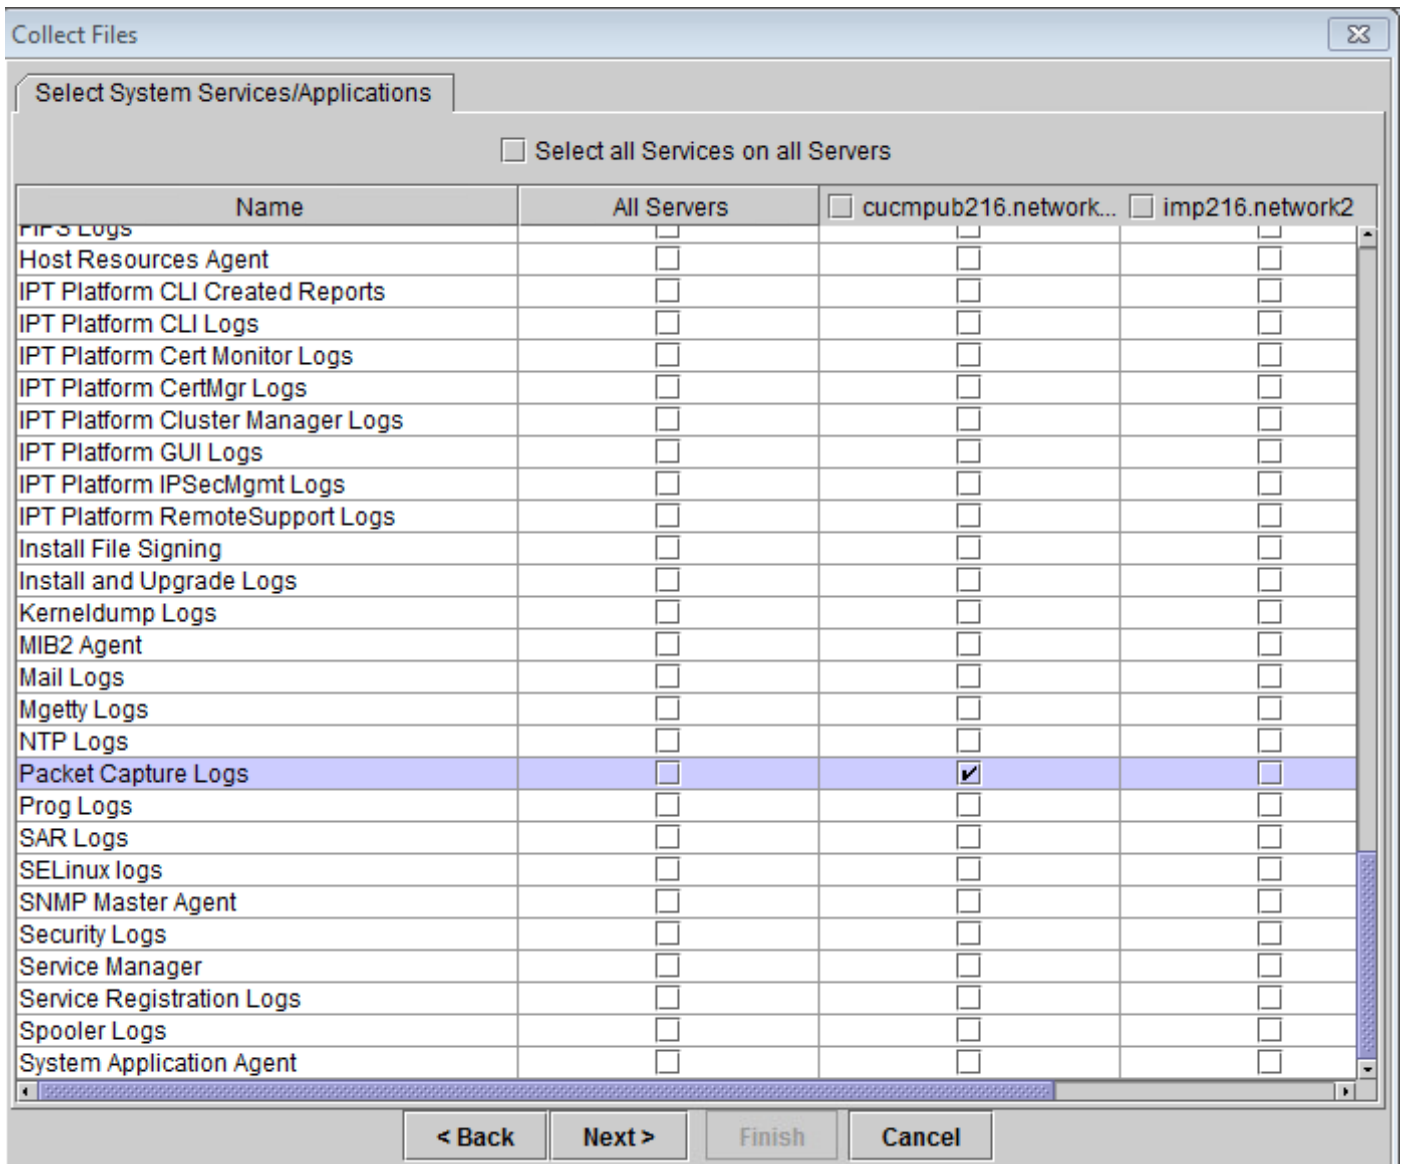 Collect Files
Select System Services/Applications
Select all Services on all Servers
Name All Servers cucmpub216.network... imp216.network2
FIPS Logs
Host Resources Agent
IPT Platform CLI Created Reports
IPT Platform CLI Logs
IPT Platform Cert Monitor Logs
IPT Platform CertMgr Logs
IPT Platform Cluster Manager Logs
IPT Platform GUI Logs
IPT Platform IPSecMgmt Logs
IPT Platform RemoteSupport Logs
Install File Signing
Install and Upgrade Logs
Kerneldump Logs
MIB2 Agent
Mail Logs
Mgetty Logs
NTP Logs
Packet Capture Logs
Prog Logs
SAR Logs
SELinux logs
SNMP Master Agent
Security Logs
Service Manager
Service Registration Logs
Spooler Logs
System Application Agent
< Back Next > Finish Cancel